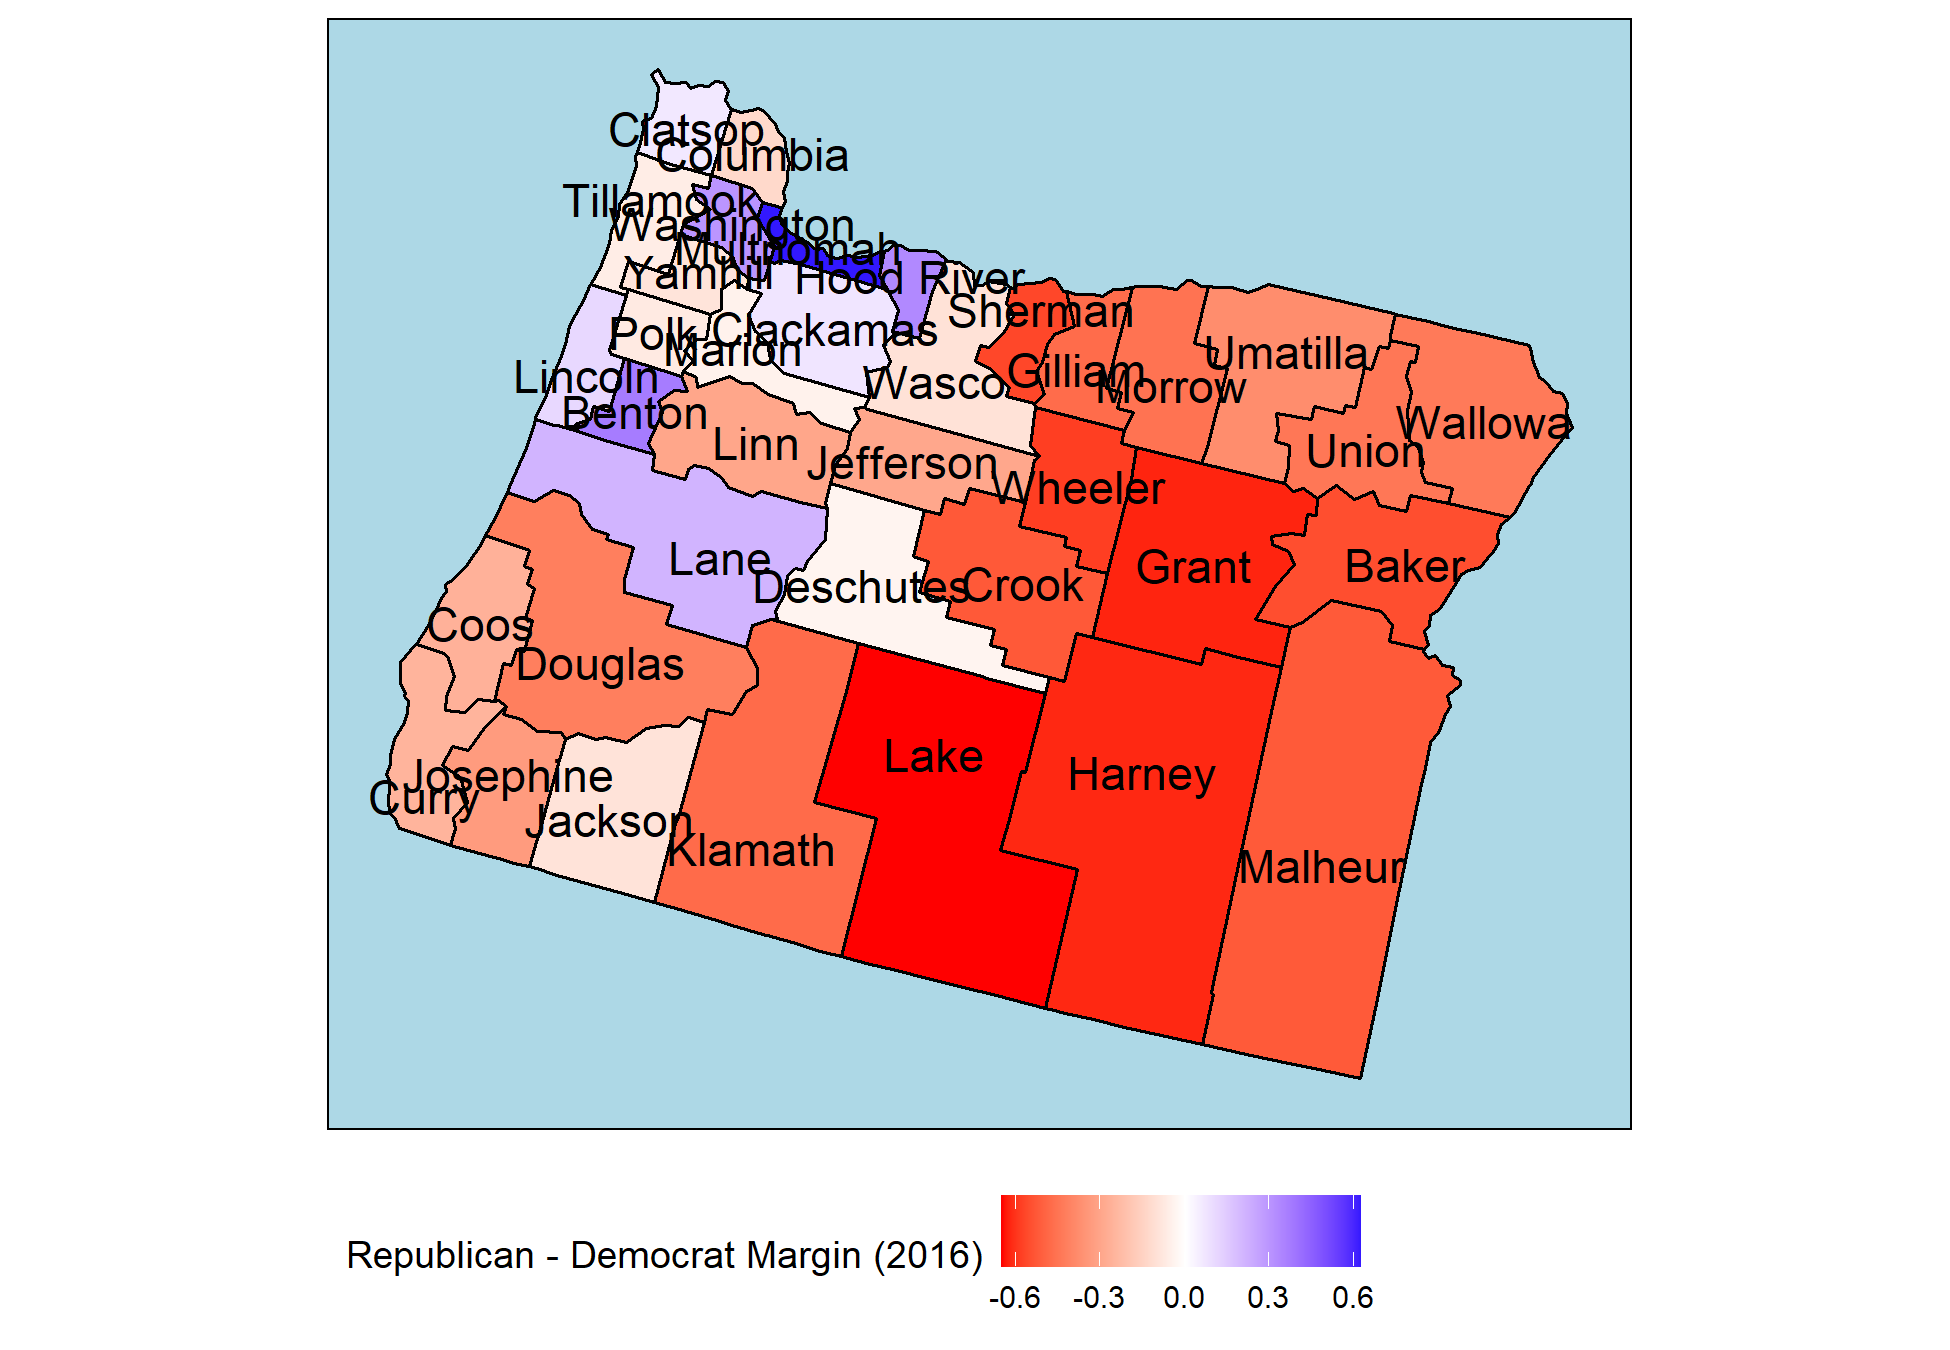 Clatsop
Columbia
Tillamook
Washington
Multnomah
Yamhill
Hood River
Sherman
Polk
Clackamas
Marion
Umatilla
Gilliam
Morrow
Lincoln
Wasco
Benton
Wallowa
Linn
Union
Jefferson
Wheeler
Lane
Grant
Baker
Deschutes
Crook
Coos
Douglas
Lake
Josephine
Harney
Curry
Jackson
Klamath
Malheur
Republican - Democrat Margin (2016)
-0.6 -0.3 0.0 0.3 0.6